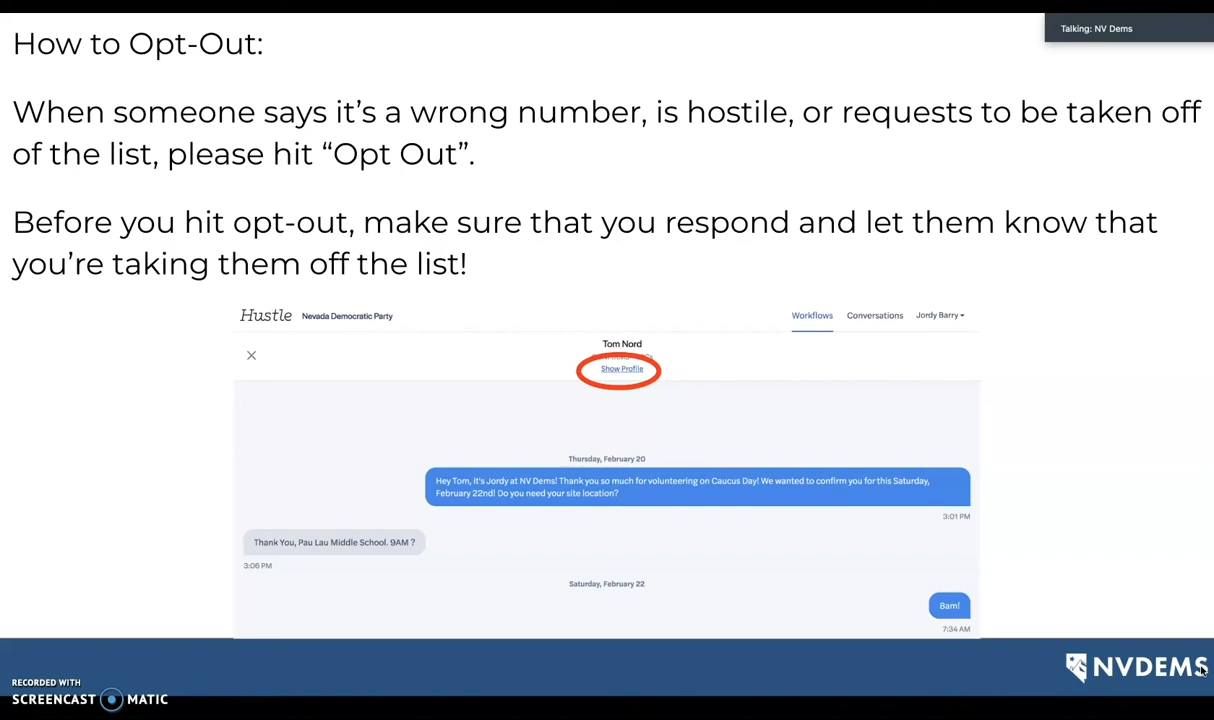 Talking: NV Dems
How to Opt-Out:
When someone says it's a wrong number, is hostile, or requests to be taken off
of the list, please hit “Opt Out”.
Before you hit opt-out, make sure that you respond and let them know that
you're taking them off the list!
Hustle Nevada Democratic Party Workflows Conversations Jordy Barry
Tom Nord
Show Profile
Thursday, February 20
Hey Tom, it's Jordy at NV Dems! Thank you so much for volunteering on Caucus Day! We wanted to confirm you for this Saturday,
February 22nd! Do you need your site location?
3:01 PM
Thank You, Pau Lau Middle School. 9AM ?
3:06 PM
Saturday, February 22
Bam!
7:34 AM
NVDEMS
RECORDED WITH
SCREENCAST MATIC